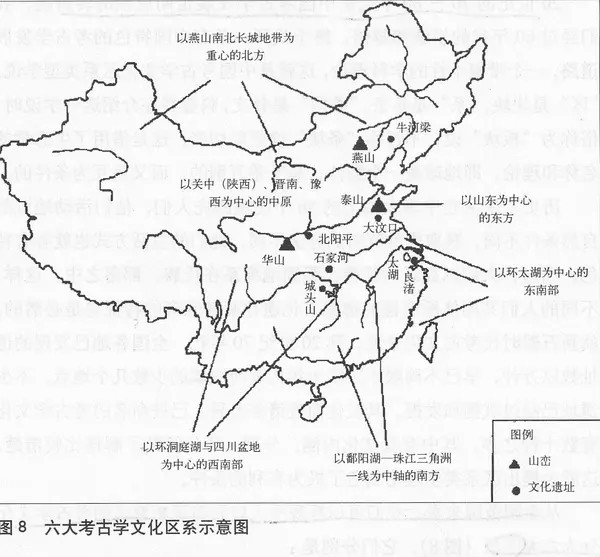 以燕山南北长城地带为
重心的北方
牛河梁
燕山
以关中（陕西）、晋南、豫
西为中心的中原
泰山
以山东为中心
的东方
大汶口
北阳平
华山
石家河
太湖
良渚
城头山
以环太湖为中心的
东南部
以环洞庭湖与四川盆地
为中心的西南部
以鄱阳湖—珠江三角洲
一线为中轴的南方
图例
山
文化遗址
图8 六大考古学文化区系示意图